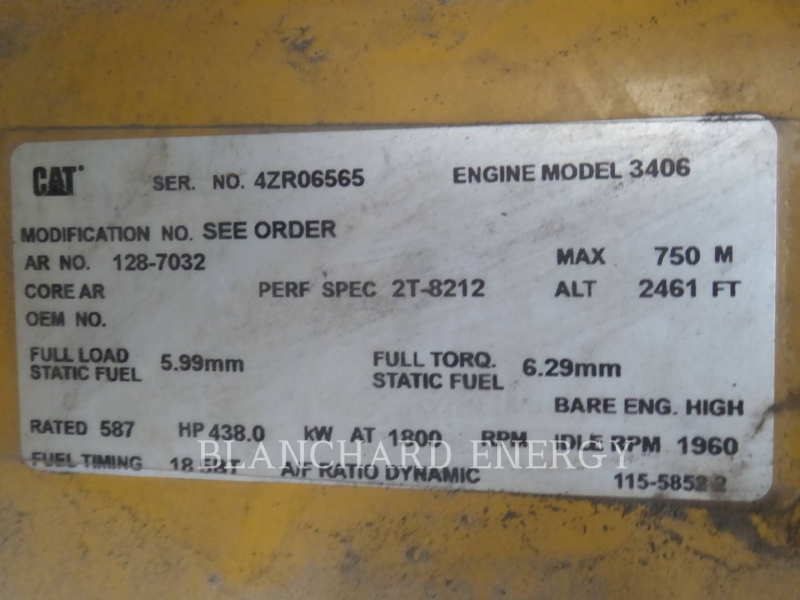 CAT SER. NO. 4ZR06565 ENGINE MODEL 3406
MODIFICATION NO. SEE ORDER
AR NO. 128-7032 MAX 750 M
CORE AR PERF SPEC 2T-8212 ALT 2461 FT
OEM NO.
FULL LOAD STATIC FUEL 5.99mm FULL TORQ. STATIC FUEL 6.29mm
BARE ENG. HIGH
RATED 587 HP 438.0 kW AT 1800 RPM IDLE RPM 1960
BLANCHARD ENERGY
FUEL TIMING A/F RATIO DYNAMIC 115-5852 2